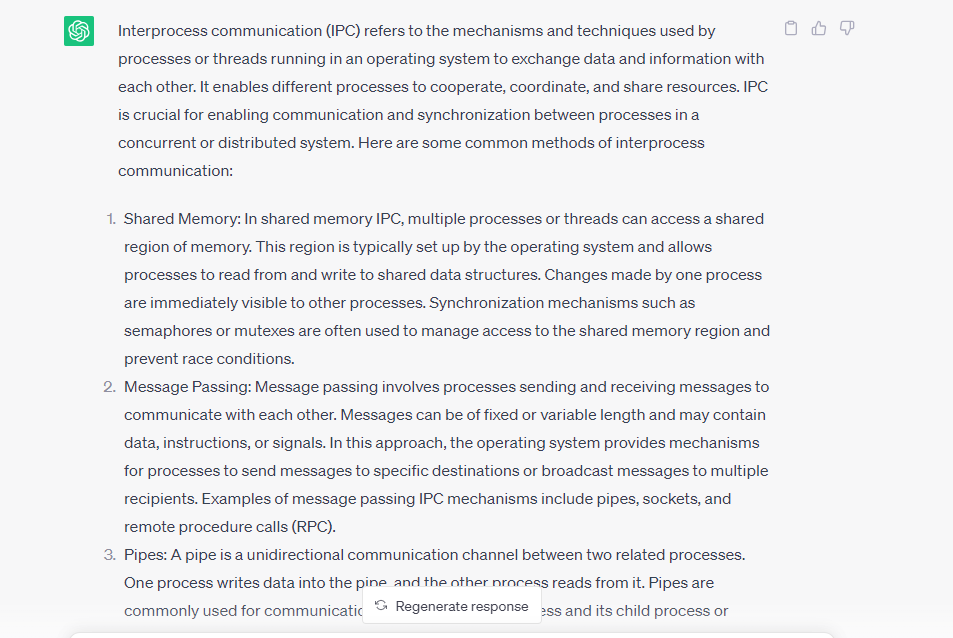 Interprocess communication (IPC) refers to the mechanisms and techniques used by
processes or threads running in an operating system to exchange data and information with
each other. It enables different processes to cooperate, coordinate, and share resources. IPC
is crucial for enabling communication and synchronization between processes in a
concurrent or distributed system. Here are some common methods of interprocess
communication:
1. Shared Memory: In shared memory IPC, multiple processes or threads can access a shared
region of memory. This region is typically set up by the operating system and allows
processes to read from and write to shared data structures. Changes made by one process
are immediately visible to other processes. Synchronization mechanisms such as
semaphores or mutexes are often used to manage access to the shared memory region and
prevent race conditions.
2. Message Passing: Message passing involves processes sending and receiving messages to
communicate with each other. Messages can be of fixed or variable length and may contain
data, instructions, or signals. In this approach, the operating system provides mechanisms
for processes to send messages to specific destinations or broadcast messages to multiple
recipients. Examples of message passing IPC mechanisms include pipes, sockets, and
remote procedure calls (RPC).
3. Pipes: A pipe is a unidirectional communication channel between two related processes.
One process writes data into the pipe, and the other process reads from it. Pipes are
commonly used for and its child process or
Regenerate response